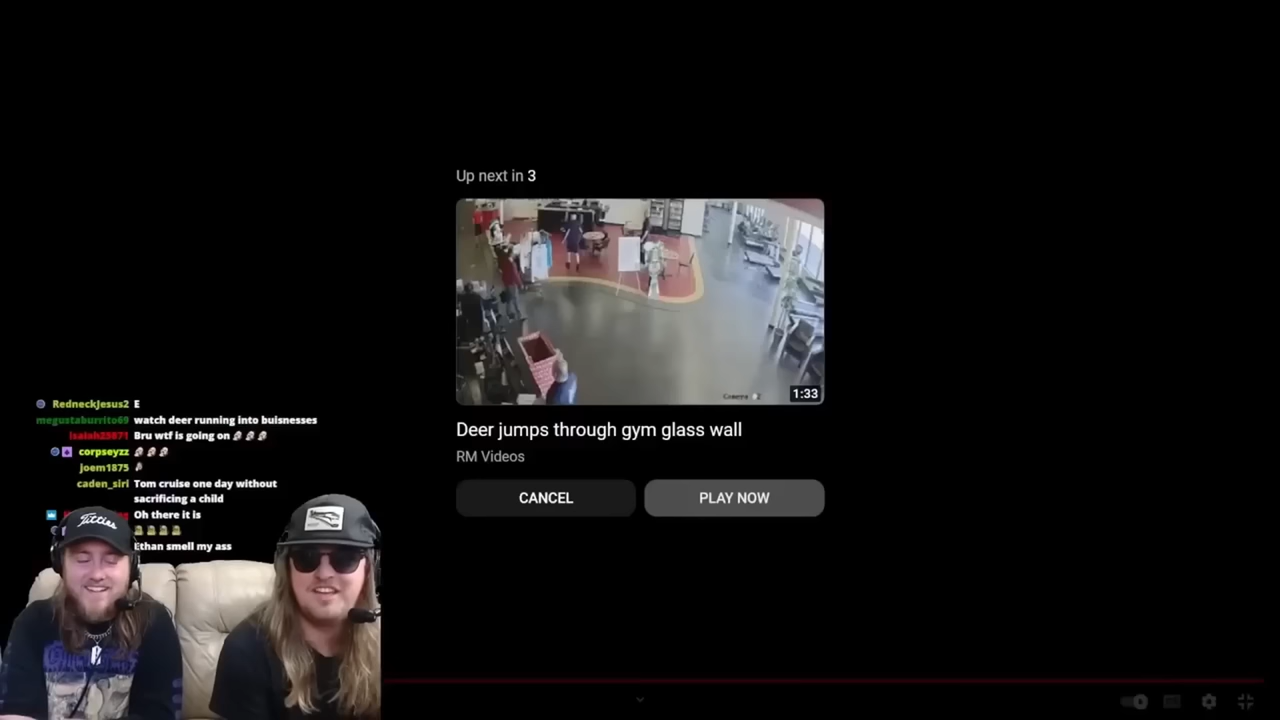 Up next in 3
1:33
Deer jumps through gym glass wall
RM Videos
CANCEL
PLAY NOW
RedneckJesus2 E
megustaburrito69 watch deer running into buisnesses
isaiah23871 Bru wtf is going on
corpseyzz
joem1875
caden_siri Tom cruise one day without
sacrificing a child
Oh there it is
Ethan smell my ass
Titties